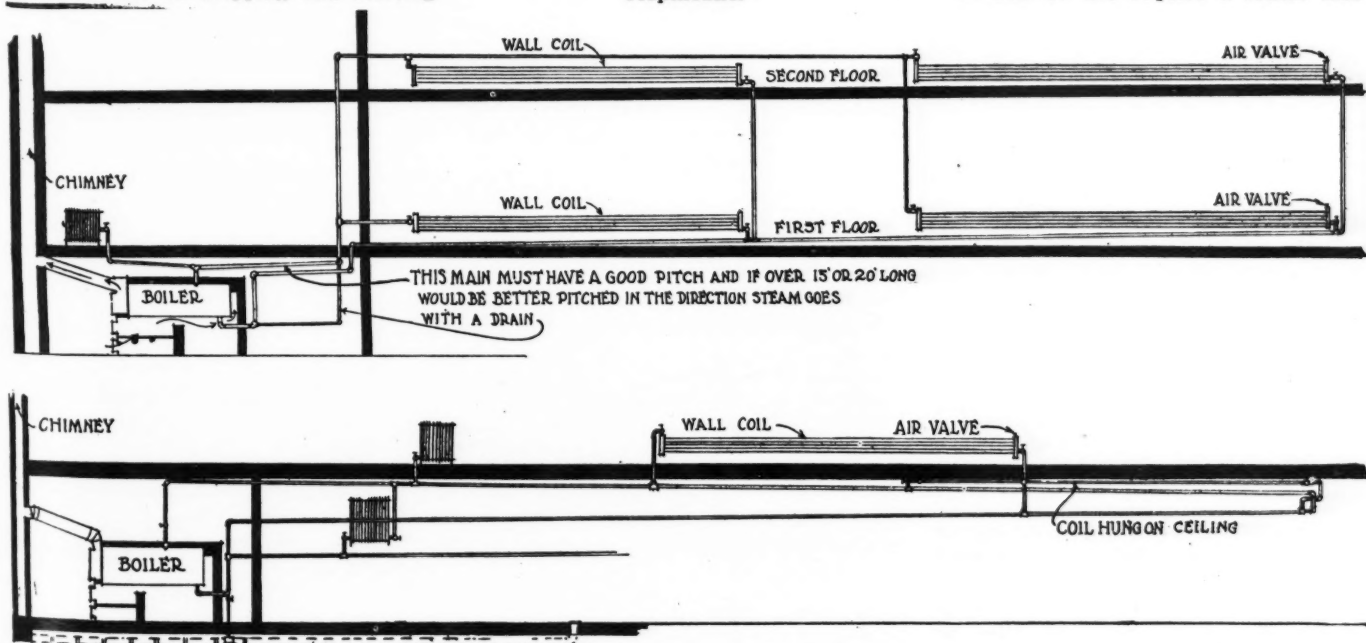 WALL COIL
AIR VALVE
SECOND FLOOR
CHIMNEY
WALL COIL
AIR VALVE
FIRST FLOOR
THIS MAIN MUST HAVE A GOOD PITCH AND IF OVER 15' OR 20' LONG
BOILER
WOULD BE BETTER PITCHED IN THE DIRECTION STEAM GOES
WITH A DRAIN
CHIMNEY
WALL COIL
AIR VALVE
COIL HUNG ON CEILING
BOILER